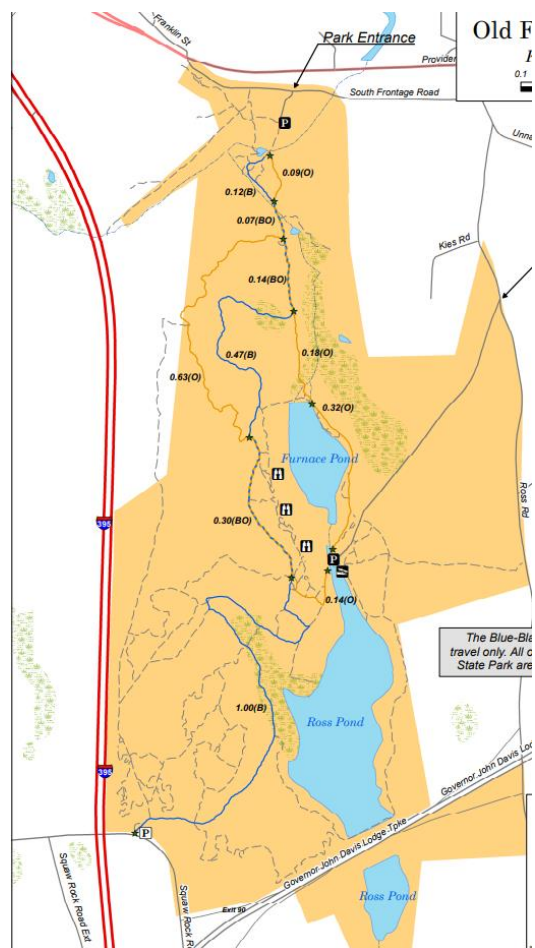 Franklin St
Park Entrance
Old F
Provider
0.1
South Frontage Road
Unna
P
0.09(O)
0.12(B)
0.07(BO)
Kies Rd
0.14(BO)
0.47(B)
0.18(O)
0.63(O)
0.32(O)
Furnace Pond
Ross Rd
0.30(BO)
395
P
0.14(O)
The Blue-Bla
travel only. All o
State Park are
1.00(B)
Ross Pond
Governor John Davis Lodge
395
P
Governor John Davis Lodge Tpke
Squaw Rock Road Ext
Squaw Rock R
Exit 90
Ross Pond